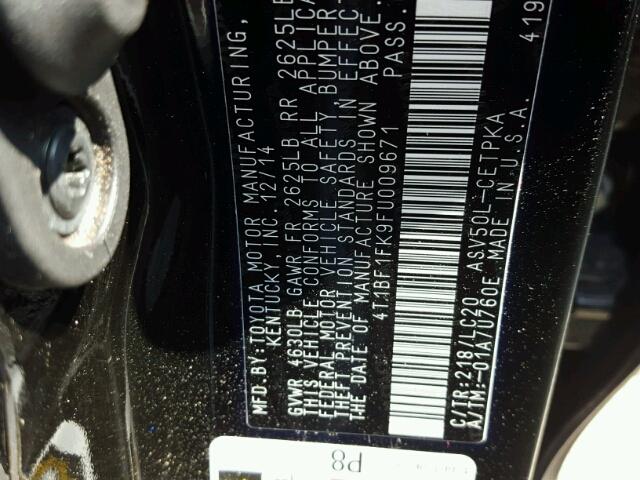 MFD.BY:TOYOTA MOTOR MANUFACTURING,
KENTUCKY, INC. 12/14
GVWR 4630LB GAWR FR 2625LB RR 2625LB
THIS VEHICLE CONFORMS TO ALL APPLICA
FEDERAL MOTOR VEHICLE SAFETY, BUMPER
THEFT PREVENTION STANDARDS IN EFFECT
THE DATE OF MANUFACTURE SHOWN ABOVE.
4T1BF1FK9FU009671 PASS.
419
C/TR:218/LC20 ASV50L-CETPKA
A/TM:-01A/U760E MADE IN U.S.A.
P8